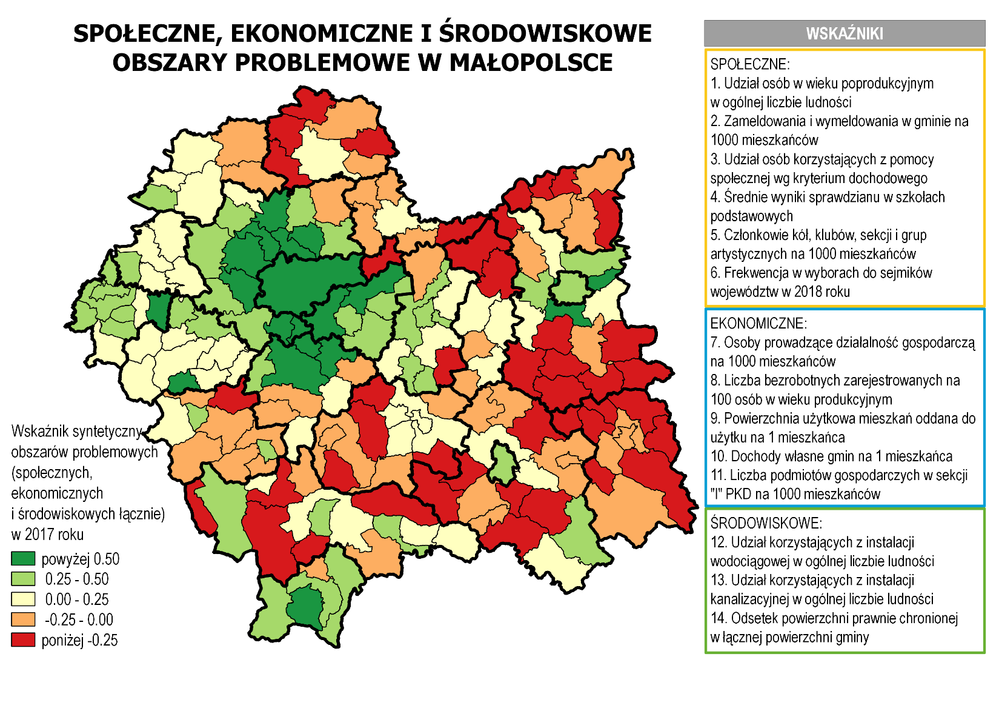 SPOŁECZNE, EKONOMICZNE I ŚRODOWISKOWE
OBSZARY PROBLEMOWE W MAŁOPOLSCE
Wskaźnik syntetyczny
obszarów problemowych
(społecznych,
ekonomicznych
i środowiskowych łącznie)
w 2017 roku
powyżej 0.50
0.25 - 0.50
0.00 - 0.25
-0.25 - 0.00
poniżej -0.25
WSKAŹNIKI
SPOŁECZNE:
1. Udział osób w wieku poprodukcyjnym
w ogólnej liczbie ludności
2. Zameldowania i wymeldowania w gminie na
1000 mieszkańców
3. Udział osób korzystających z pomocy
społecznej wg kryterium dochodowego
4. Średnie wyniki sprawdzianu w szkołach
podstawowych
5. Członkowie kół, klubów, sekcji i grup
artystycznych na 1000 mieszkańców
6. Frekwencja w wyborach do sejmików
województw w 2018 roku
EKONOMICZNE:
7. Osoby prowadzące działalność gospodarczą
na 1000 mieszkańców
8. Liczba bezrobotnych zarejestrowanych na
100 osób w wieku produkcyjnym
9. Powierzchnia użytkowa mieszkań oddana do
użytku na 1 mieszkańca
10. Dochody własne gmin na 1 mieszkańca
11. Liczba podmiotów gospodarczych w sekcji
"I" PKD na 1000 mieszkańców
ŚRODOWISKOWE:
12. Udział korzystających z instalacji
wodociągowej w ogólnej liczbie ludności
13. Udział korzystających z instalacji
kanalizacyjnej w ogólnej liczbie ludności
14. Odsetek powierzchni prawnie chronionej
w łącznej powierzchni gminy